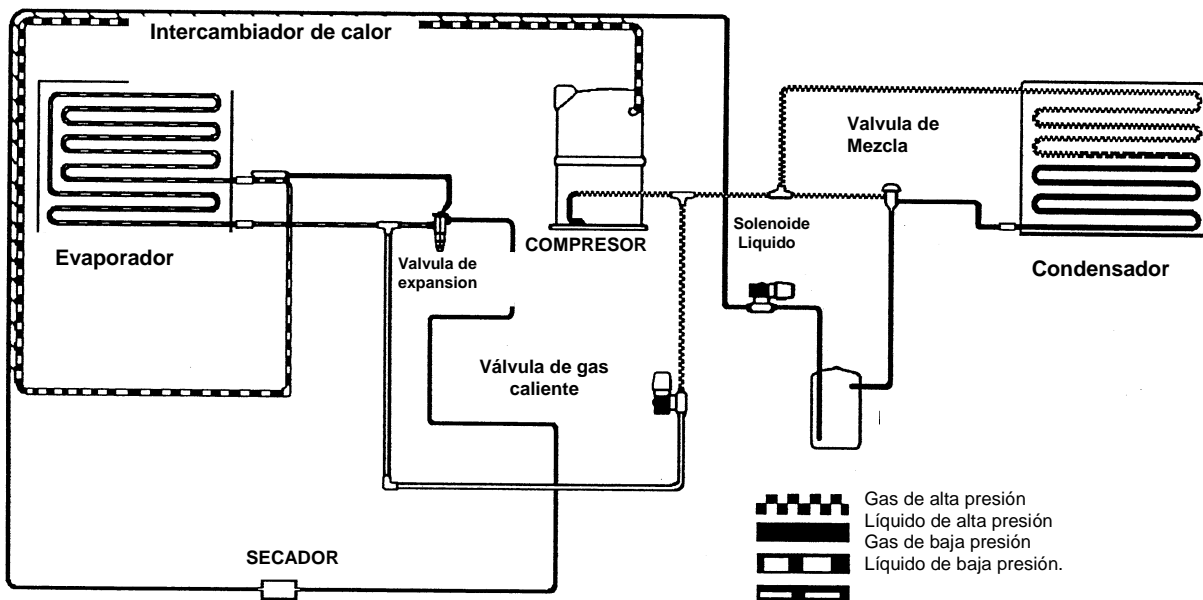 Intercambiador de calor
Valvula de
Mezcla
Evaporador
Valvula de
expansion
COMPRESOR
Solenoide
Liquido
Condensador
Válvula de gas
caliente
SECADOR
Gas de alta presión
Líquido de alta presión
Gas de baja presión
Líquido de baja presión.